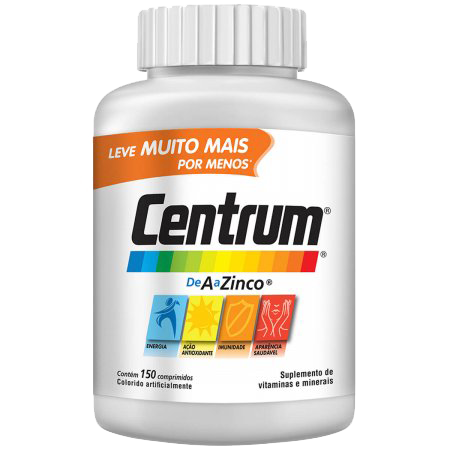 LEVE MUITO MAIS
POR MENOS*
Centrum®
®
De A a Zinco®
ENERGIA
AÇÃO
ANTIOXIDANTE
IMUNIDADE
APARÊNCIA
SAUDÁVEL
Contém 150 comprimidos
Colorido artificialmente
Suplemento de
vitaminas e minerais